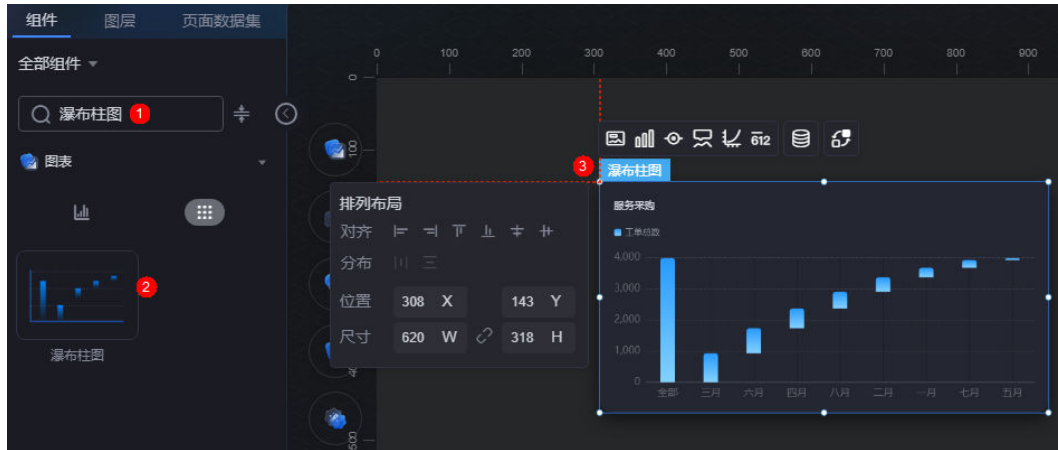 组件 图层 页面数据集
全部组件
瀑布柱图 1
图表
2
瀑布柱图
0 100 200 300 400 500 600 700 800 900
0
100
500
612
3
瀑布柱图
排列布局
对齐
分布
位置 308 X 143 Y
尺寸 620 W 318 H
服务采购
工单总数
4,000
3,000
2,000
1,000
0
全部 三月 六月 四月 八月 二月 一月 七月 五月